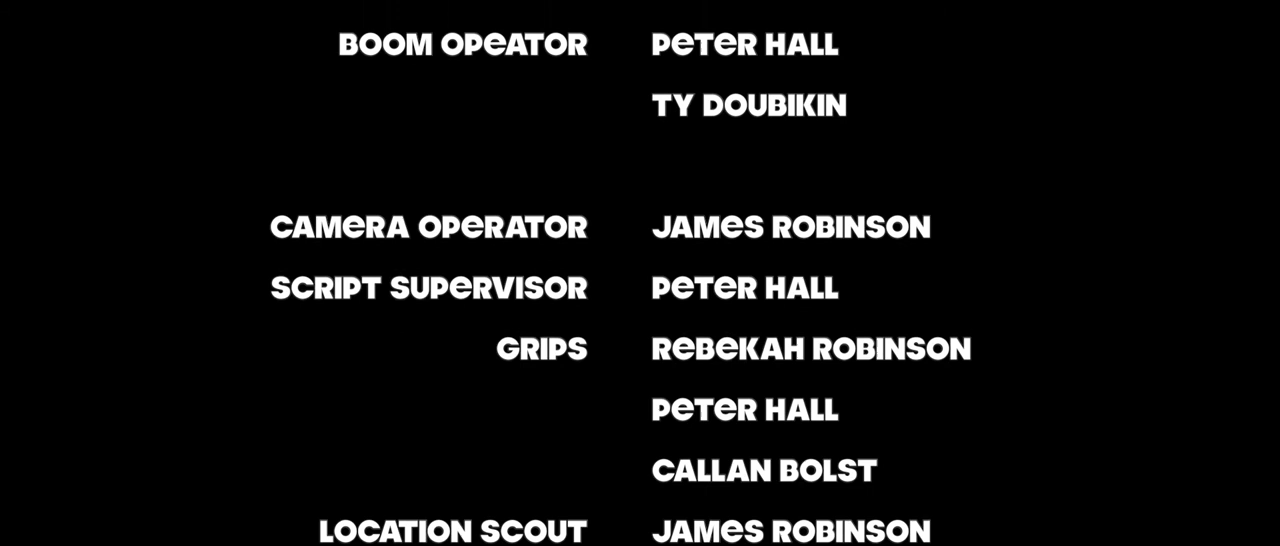 BOOM OPEATOR PETER HALL
TY DOUBIKIN
CAMERA OPERATOR JAMES ROBINSON
SCRIPT SUPERVISOR PETER HALL
GRIPS REBEKAH ROBINSON
PETER HALL
CALLAN BOLST
LOCATION SCOUT JAMES ROBINSON